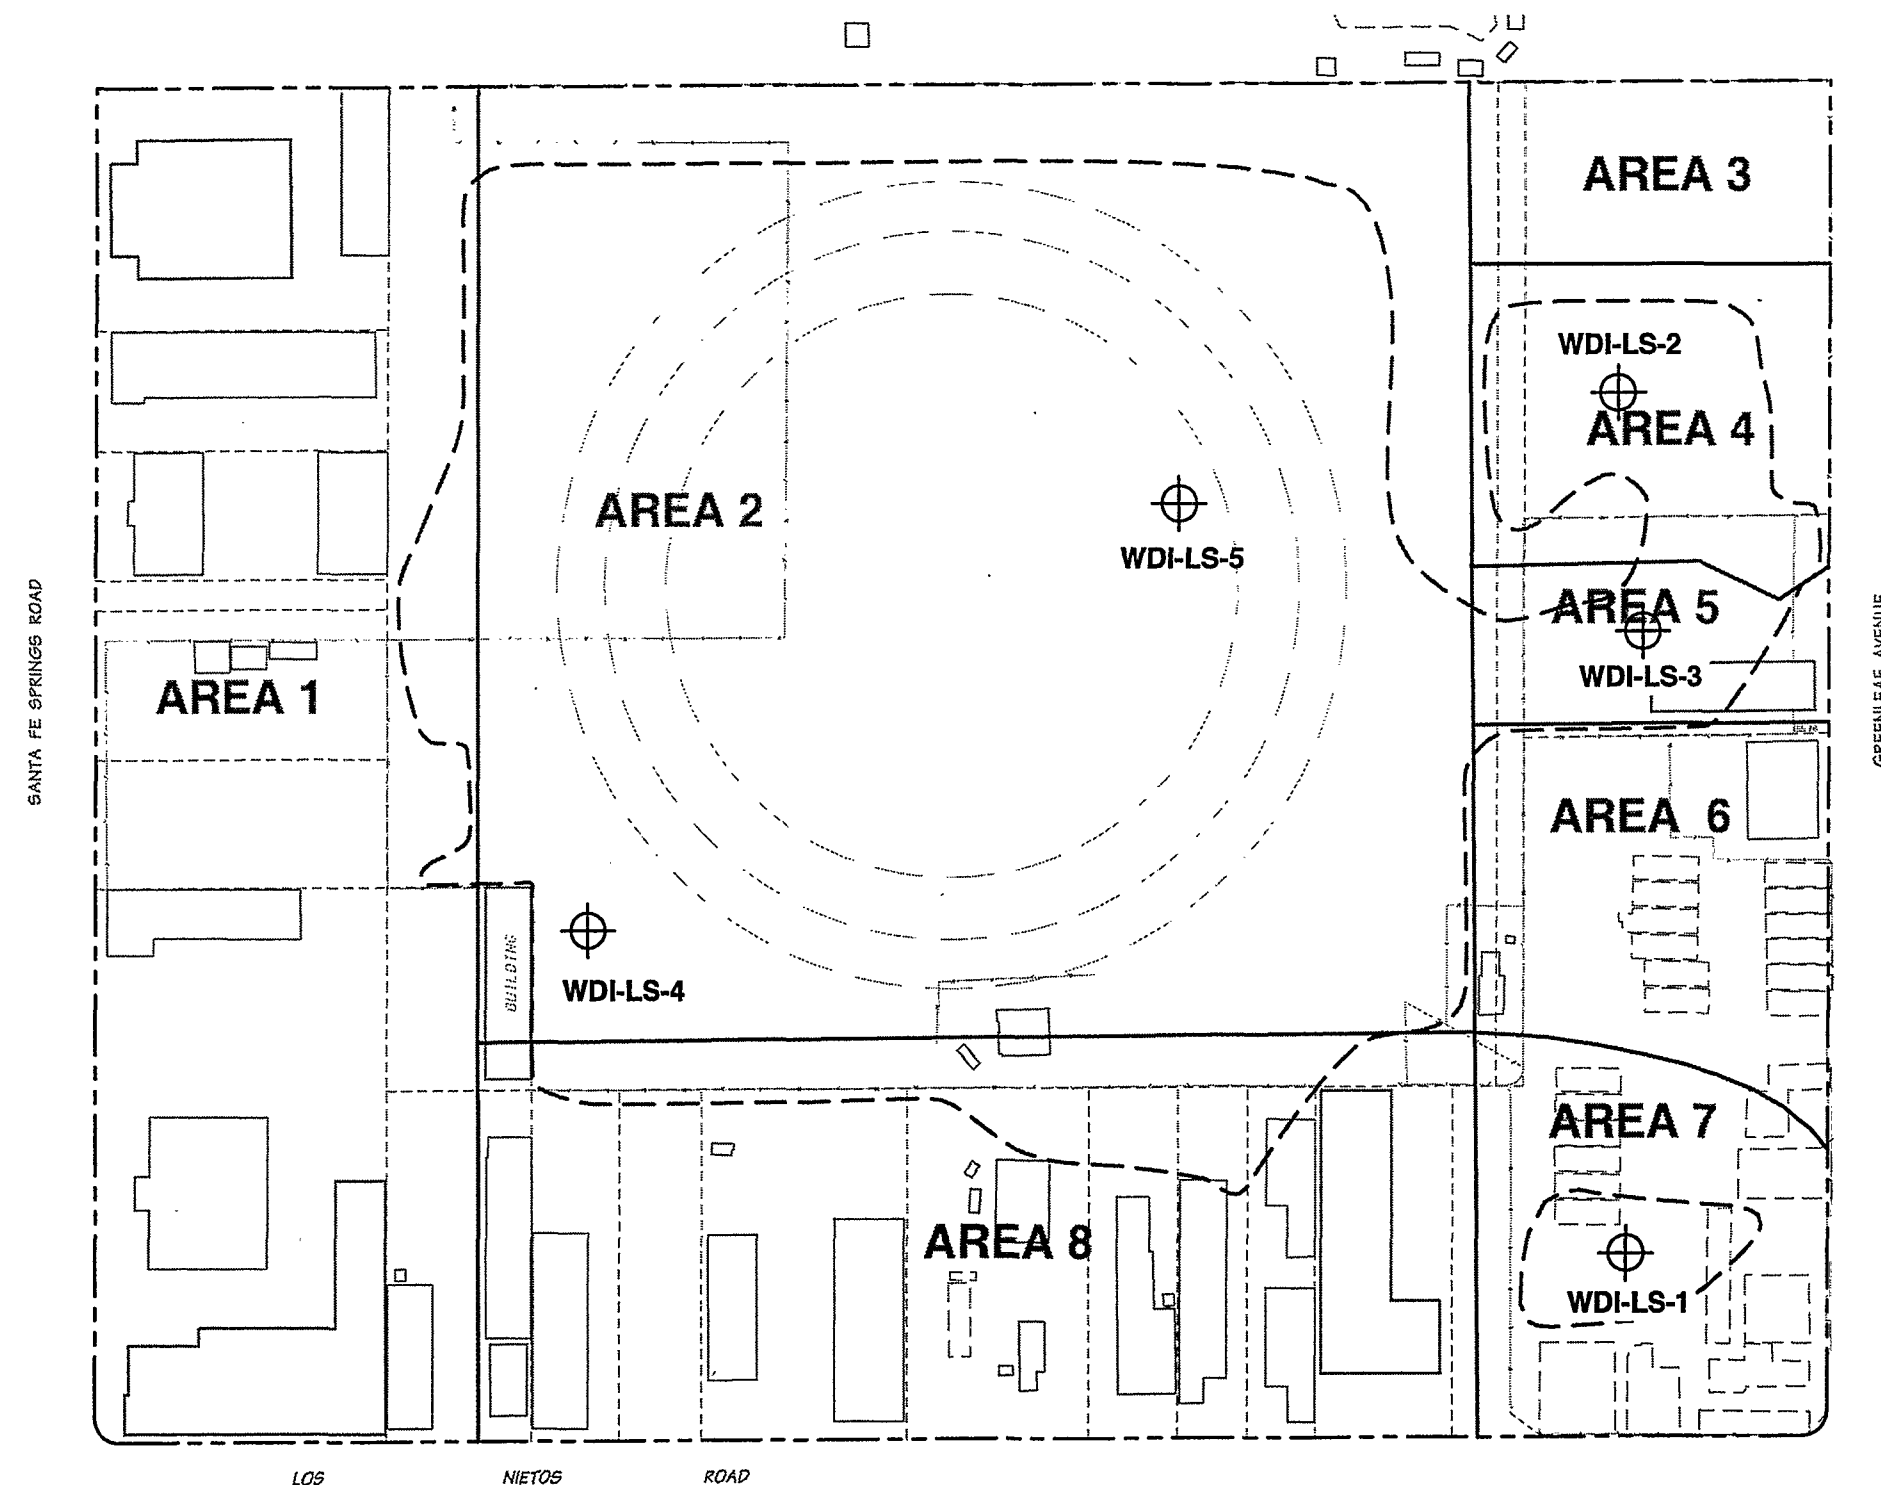 AREA 3
WDI-LS-2
AREA 4
AREA 2
WDI-LS-5
SANTA FE SPRINGS ROAD
AREA 5
WDI-LS-3
GREENLEAF AVENUE
AREA 1
AREA 6
BUILDING
WDI-LS-4
AREA 7
AREA 8
WDI-LS-1
LOS NIETOS ROAD